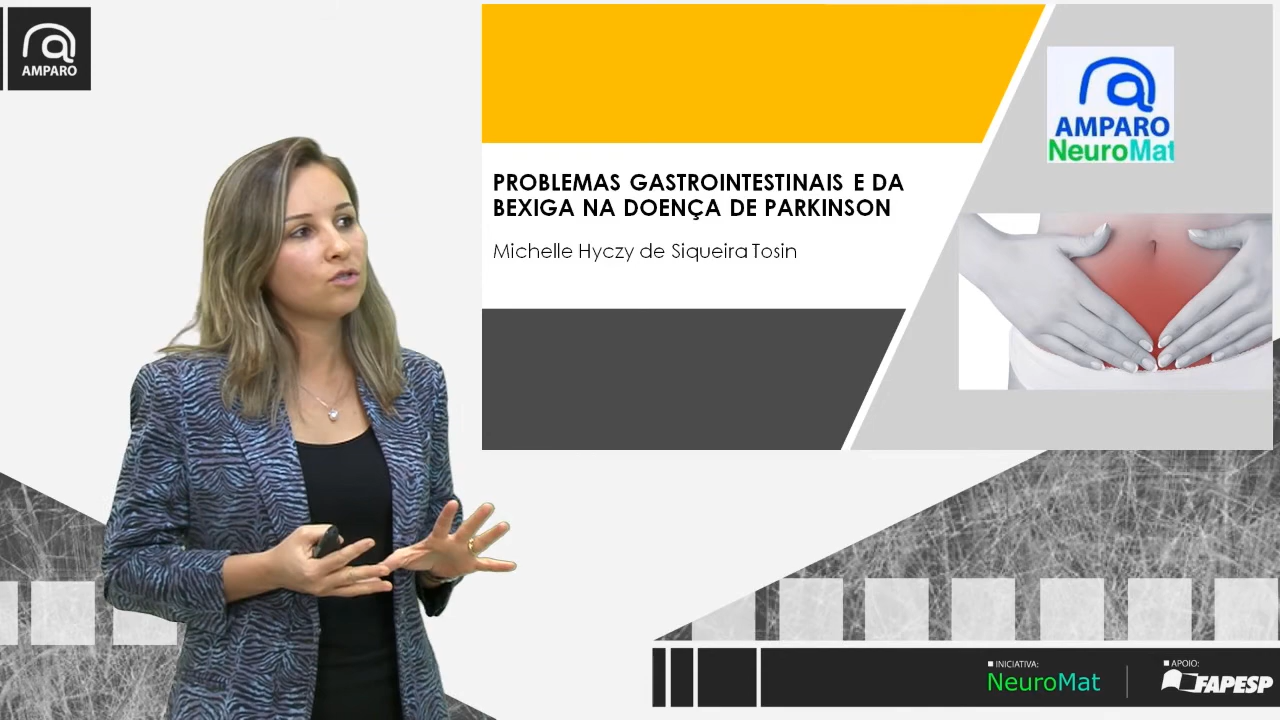 AMPARO
AMPARO
NeuroMat
PROBLEMAS GASTROINTESTINAIS E DA
BEXIGA NA DOENÇA DE PARKINSON
Michelle Hyczy de Siqueira Tosin
INICIATIVA:
NeuroMat
APOIO:
FAPESP